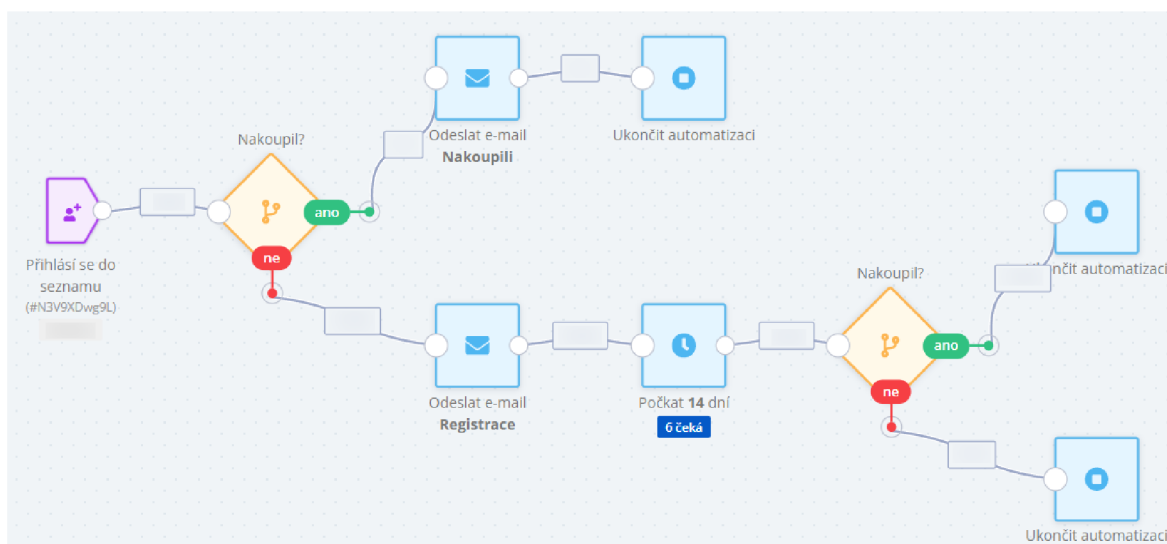 Nakoupil?
Odeslat e-mail
Nakoupili
Ukončit automatizaci
ano
ne
Přihlásí se do
seznamu
(#N3V9XDwg9L)
Odeslat e-mail
Registrace
Počkat 14 dní
6 čeká
Nakoupil?
ano
ne
Ukončit automatizaci
Ukončit automatizaci